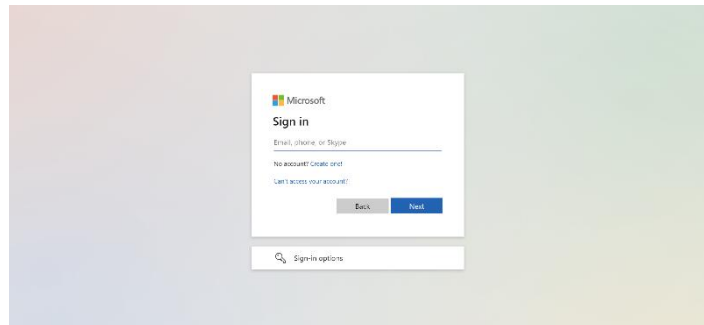 Microsoft
Sign in
Email, phone, or Skype
No account? Create one!
Can't access your account?
Back Next
Sign-in options